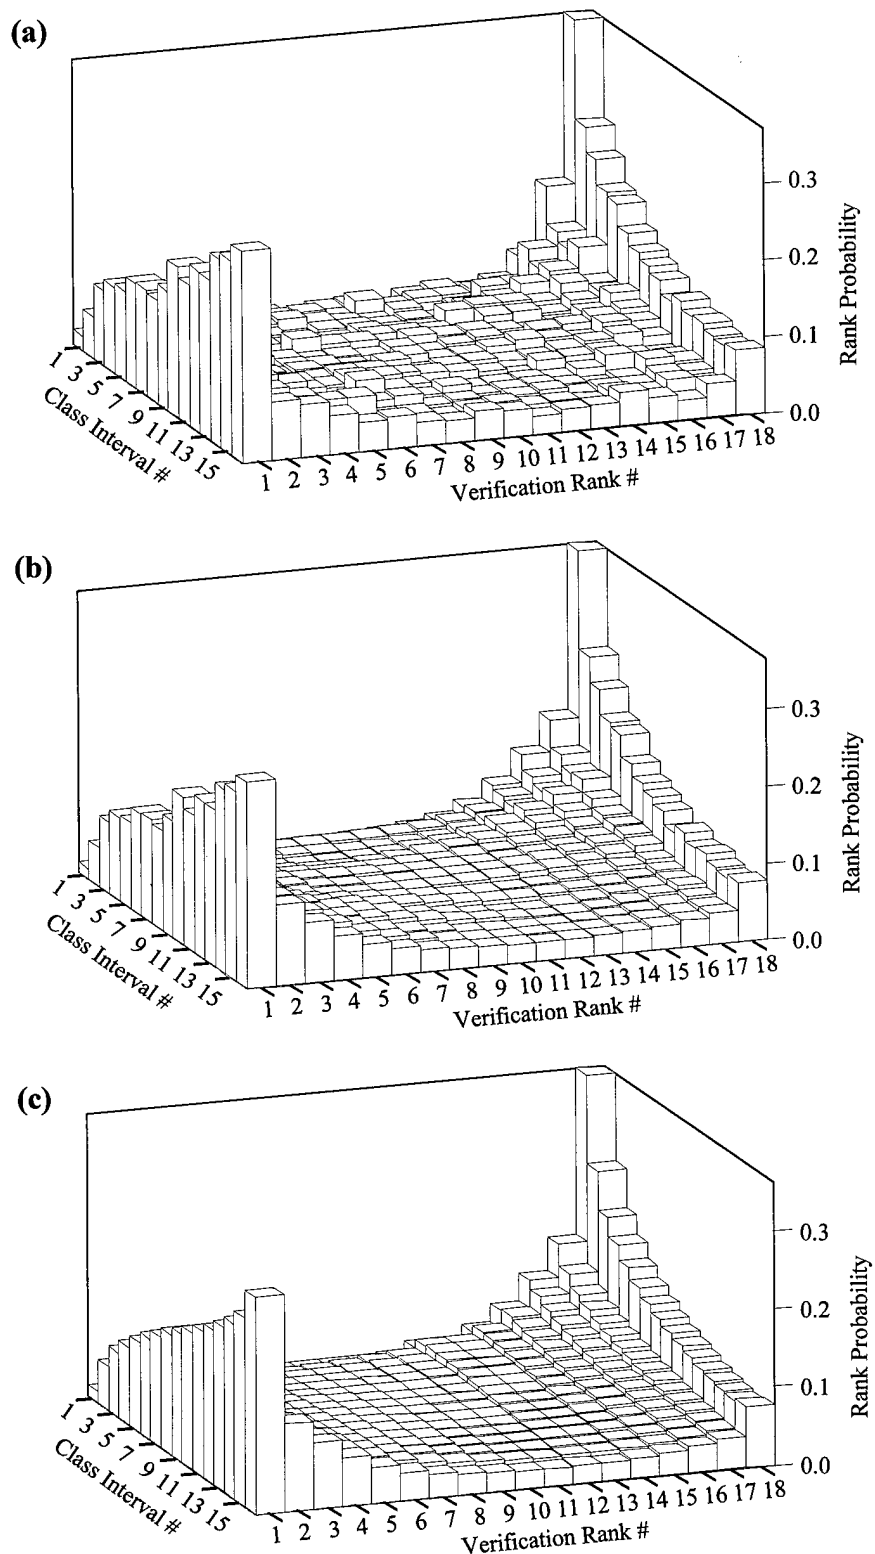 (a)
0.3
0.2
0.1
0.0
Rank Probability
1 3 5 7 9 11 13 15
Class Interval #
1 2 3 4 5 6 7 8 9 10 11 12 13 14 15 16 17 18
Verification Rank #
(b)
0.3
0.2
0.1
0.0
Rank Probability
1 3 5 7 9 11 13 15
Class Interval #
1 2 3 4 5 6 7 8 9 10 11 12 13 14 15 16 17 18
Verification Rank #
(c)
0.3
0.2
0.1
0.0
Rank Probability
1 3 5 7 9 11 13 15
Class Interval #
1 2 3 4 5 6 7 8 9 10 11 12 13 14 15 16 17 18
Verification Rank #